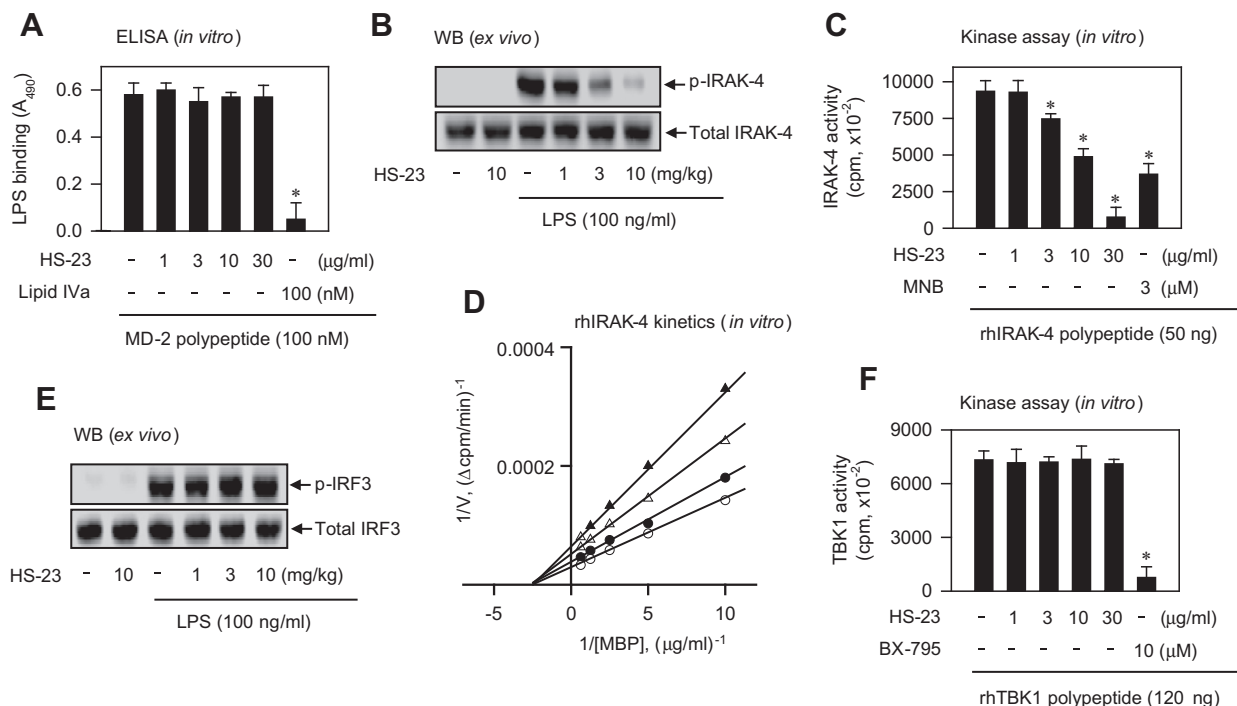 A
ELISA (in vitro)
LPS binding (A490)
0.6
0.4
0.2
0.0
*
HS-23 - 1 3 10 30 - (μg/ml)
Lipid IVa - - - - - 100 (nM)
MD-2 polypeptide (100 nM)
B
WB (ex vivo)
p-IRAK-4
Total IRAK-4
HS-23 - 10 - 1 3 10 (mg/kg)
LPS (100 ng/ml)
C
Kinase assay (in vitro)
IRAK-4 activity
(cpm, x10-2)
10000
7500
5000
2500
0
* * * *
HS-23 - 1 3 10 30 - (μg/ml)
MNB - - - - - 3 (μM)
rhIRAK-4 polypeptide (50 ng)
D
rhIRAK-4 kinetics (in vitro)
1/V, (Δcpm/min)-1
0.0004
0.0002
-5 0 5 10
1/[MBP], (μg/ml)-1
E
WB (ex vivo)
p-IRF3
Total IRF3
HS-23 - 10 - 1 3 10 (mg/kg)
LPS (100 ng/ml)
F
Kinase assay (in vitro)
TBK1 activity
(cpm, x10-2)
9000
6000
3000
0
*
HS-23 - 1 3 10 30 - (μg/ml)
BX-795 - - - - - 10 (μM)
rhTBK1 polypeptide (120 ng)